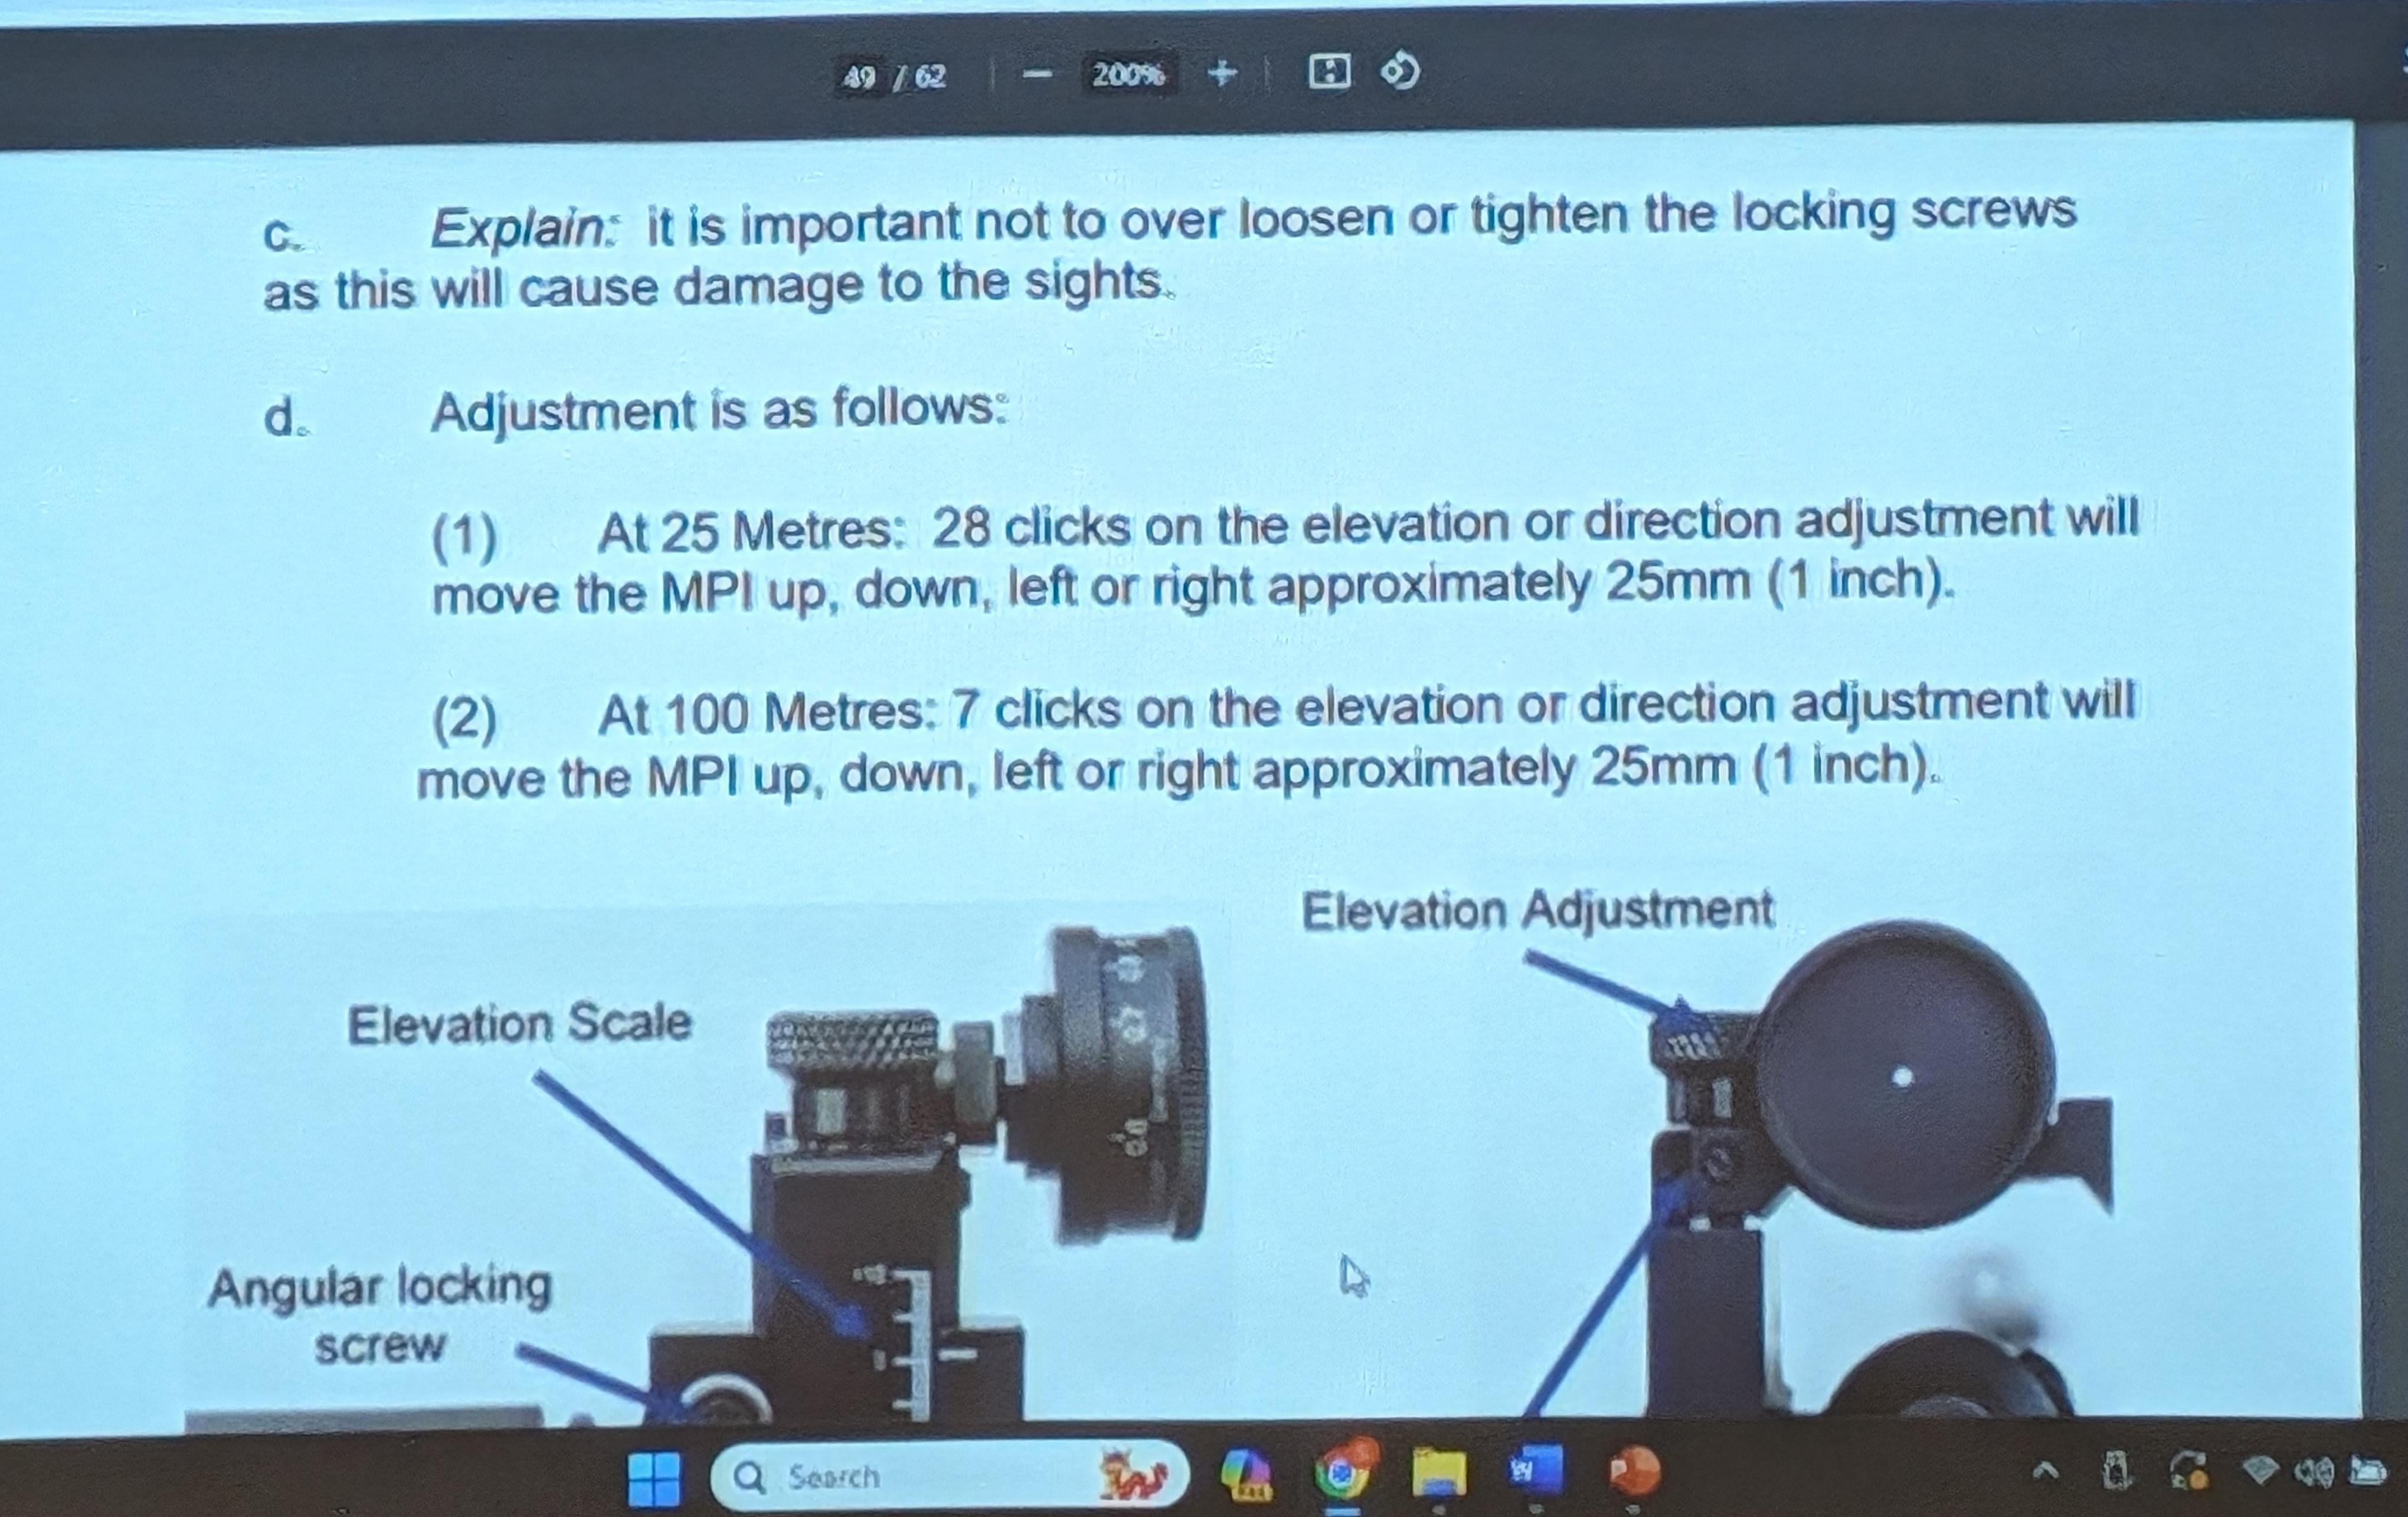 49 / 62
200%
c. Explain: it is important not to over loosen or tighten the locking screws
as this will cause damage to the sights.
d. Adjustment is as follows:
(1) At 25 Metres: 28 clicks on the elevation or direction adjustment will
move the MPI up, down, left or right approximately 25mm (1 inch).
(2) At 100 Metres: 7 clicks on the elevation or direction adjustment will
move the MPI up, down, left or right approximately 25mm (1 inch).
Elevation Adjustment
Elevation Scale
Angular locking
screw
Search